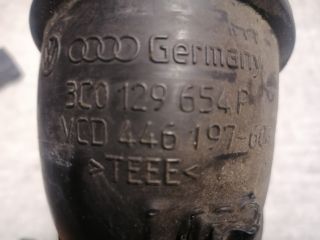 Germany
3C0 129 654 P
VCD 446 197-
>TEEE<